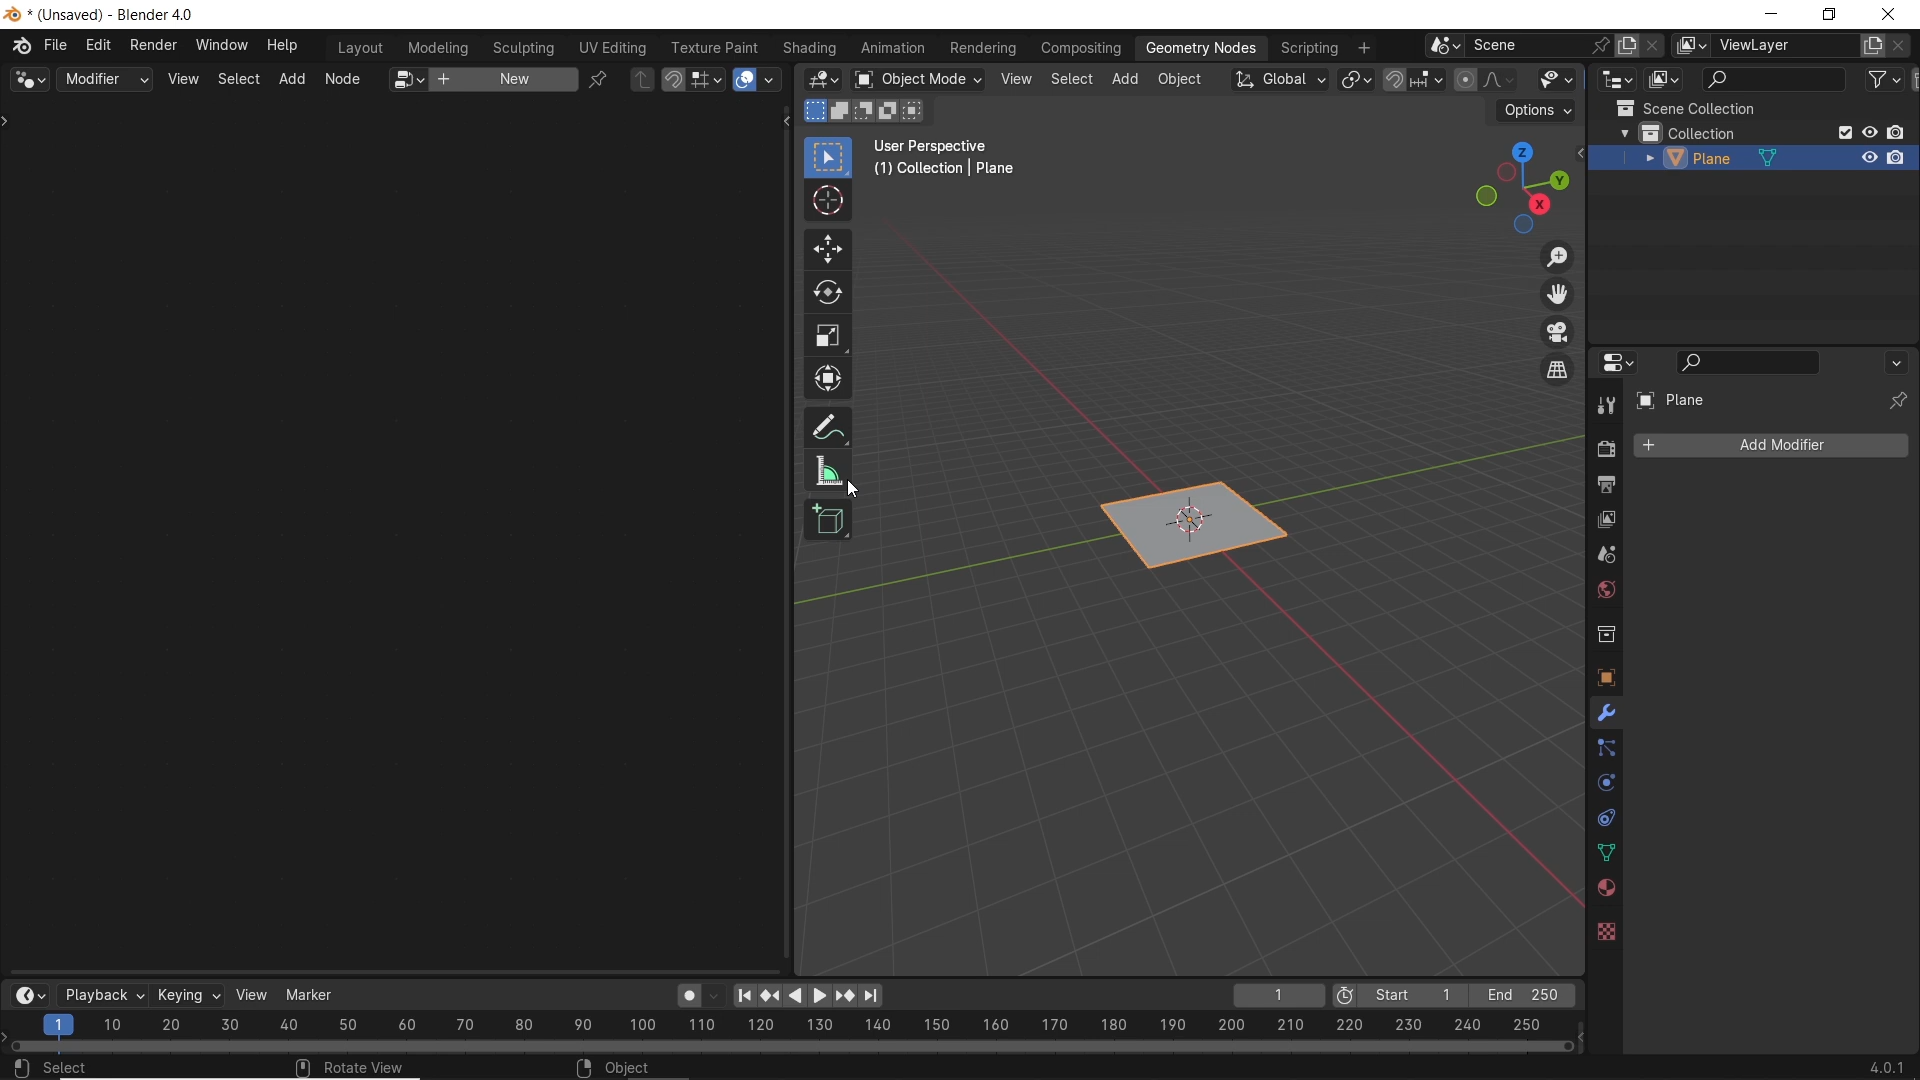 * (Unsaved) - Blender 4.0
File Edit Render Window Help Layout Modeling Sculpting UV Editing Texture Paint Shading Animation Rendering Compositing Geometry Nodes Scripting + Scene ViewLayer
Modifier View Select Add Node + New Object Mode View Select Add Object Global
Options
User Perspective
(1) Collection | Plane
Z
Y
X
Scene Collection
Collection
Plane
Plane
+ Add Modifier
Playback Keying View Marker 1 Start 1 End 250
1 10 20 30 40 50 60 70 80 90 100 110 120 130 140 150 160 170 180 190 200 210 220 230 240 250
Select Rotate View Object 4.0.1